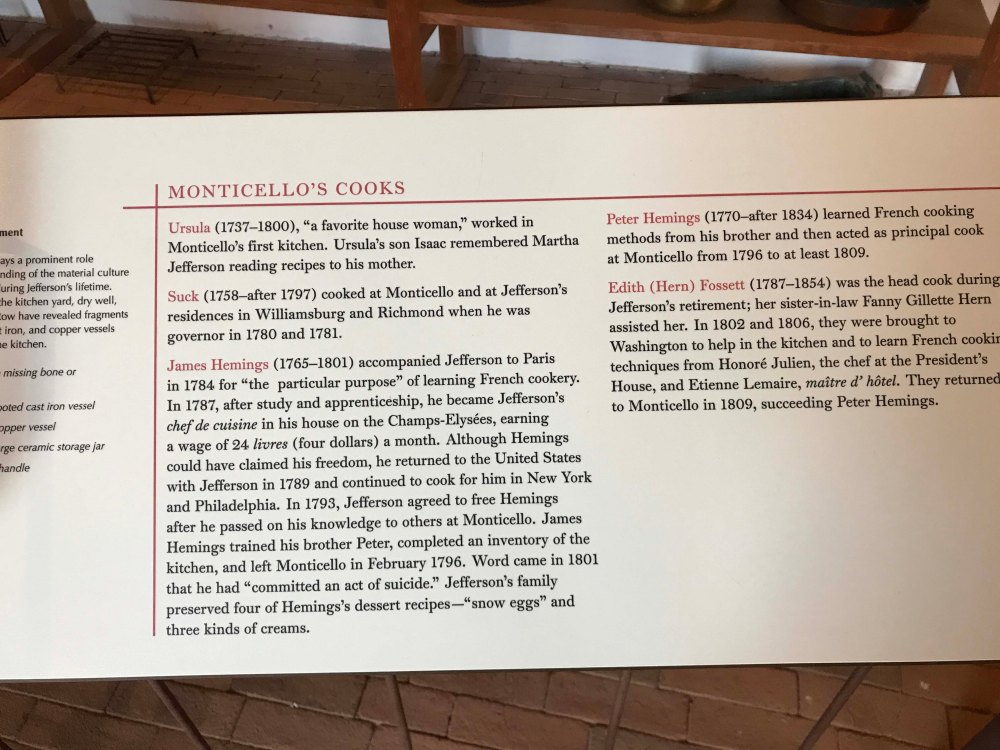 ment
ays a prominent role
nding of the material culture
uring Jefferson's lifetime.
he kitchen yard, dry well,
ow have revealed fragments
t iron, and copper vessels
e kitchen.
missing bone or
ooted cast iron vessel
opper vessel
rge ceramic storage jar
handle
MONTICELLO'S COOKS
Ursula (1737–1800), “a favorite house woman,” worked in
Monticello's first kitchen. Ursula's son Isaac remembered Martha
Jefferson reading recipes to his mother.
Suck (1758–after 1797) cooked at Monticello and at Jefferson's
residences in Williamsburg and Richmond when he was
governor in 1780 and 1781.
James Hemings (1765–1801) accompanied Jefferson to Paris
in 1784 for “the particular purpose” of learning French cookery.
In 1787, after study and apprenticeship, he became Jefferson's
chef de cuisine in his house on the Champs-Elysées, earning
a wage of 24 livres (four dollars) a month. Although Hemings
could have claimed his freedom, he returned to the United States
with Jefferson in 1789 and continued to cook for him in New York
and Philadelphia. In 1793, Jefferson agreed to free Hemings
after he passed on his knowledge to others at Monticello. James
Hemings trained his brother Peter, completed an inventory of the
kitchen, and left Monticello in February 1796. Word came in 1801
that he had “committed an act of suicide.” Jefferson's family
preserved four of Hemings's dessert recipes—“snow eggs” and
three kinds of creams.
Peter Hemings (1770–after 1834) learned French cooking
methods from his brother and then acted as principal cook
at Monticello from 1796 to at least 1809.
Edith (Hern) Fossett (1787–1854) was the head cook during
Jefferson's retirement; her sister-in-law Fanny Gillette Hern
assisted her. In 1802 and 1806, they were brought to
Washington to help in the kitchen and to learn French cookin
techniques from Honoré Julien, the chef at the President's
House, and Etienne Lemaire, maître d' hôtel. They returned
to Monticello in 1809, succeeding Peter Hemings.